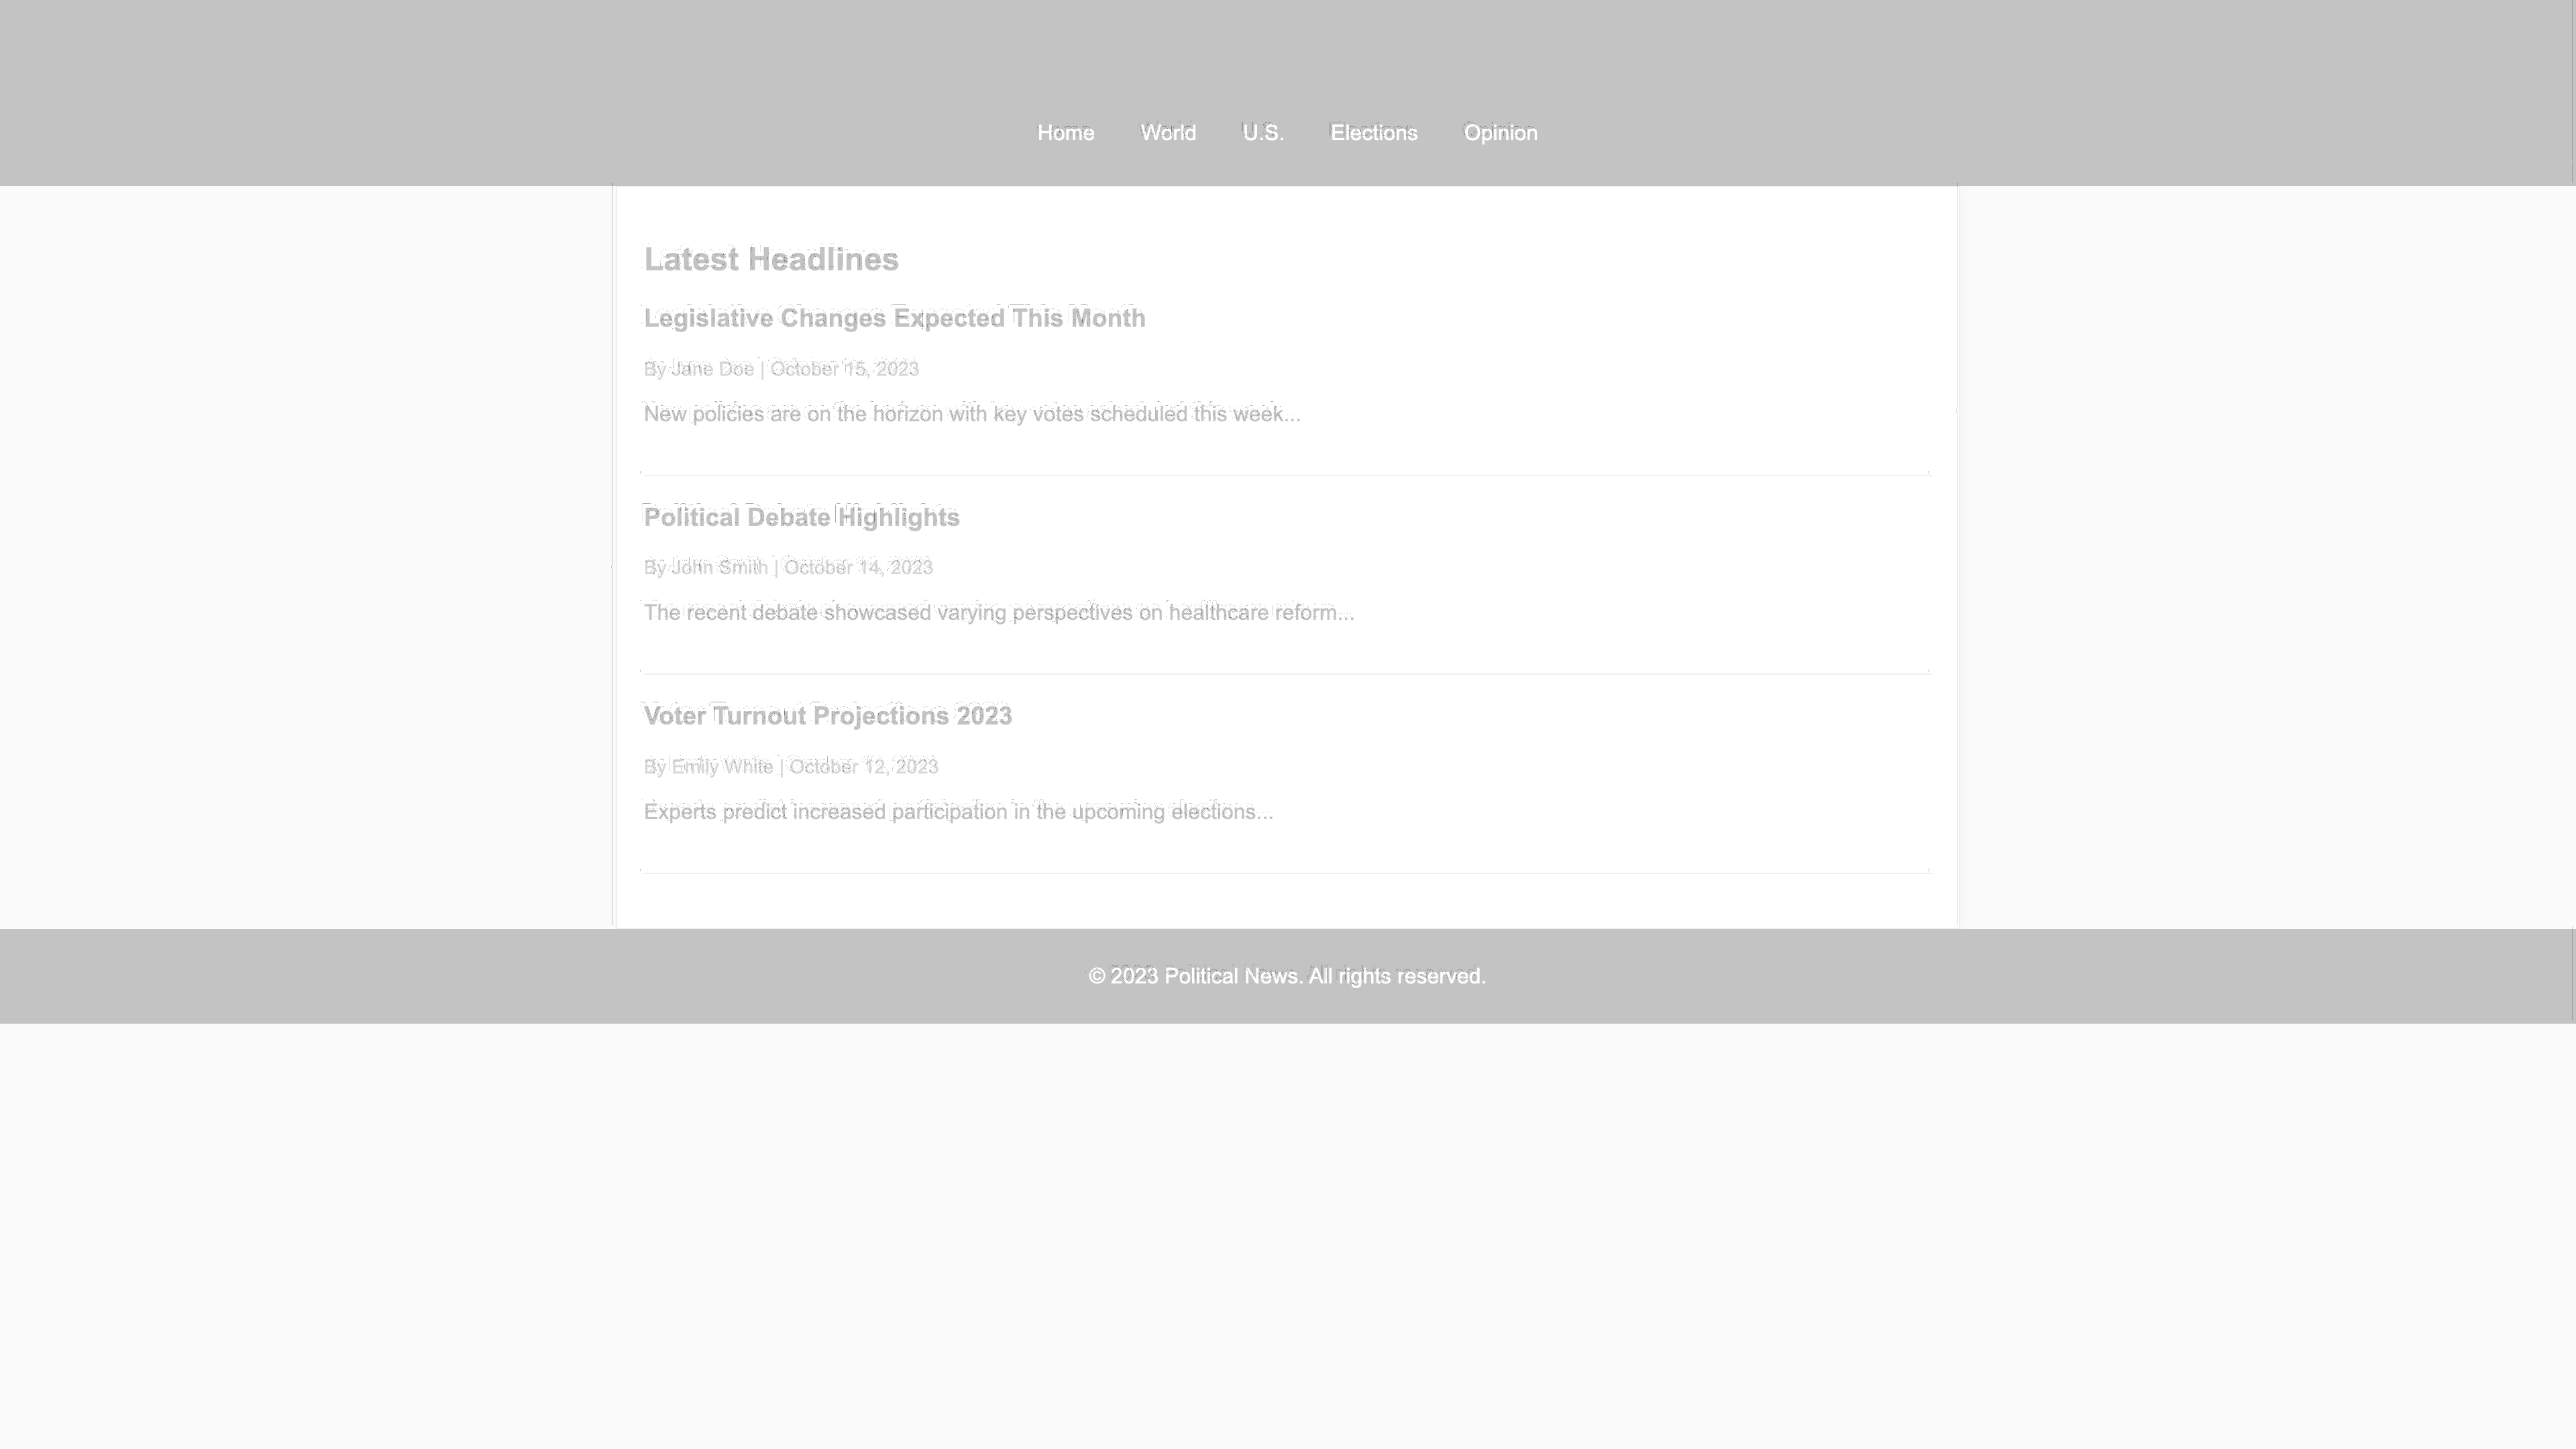 Home World U.S. Elections Opinion
Latest Headlines
Legislative Changes Expected This Month
By Jane Doe | October 15, 2023
New policies are on the horizon with key votes scheduled this week...
Political Debate Highlights
By John Smith | October 14, 2023
The recent debate showcased varying perspectives on healthcare reform...
Voter Turnout Projections 2023
By Emily White | October 12, 2023
Experts predict increased participation in the upcoming elections...
© 2023 Political News. All rights reserved.